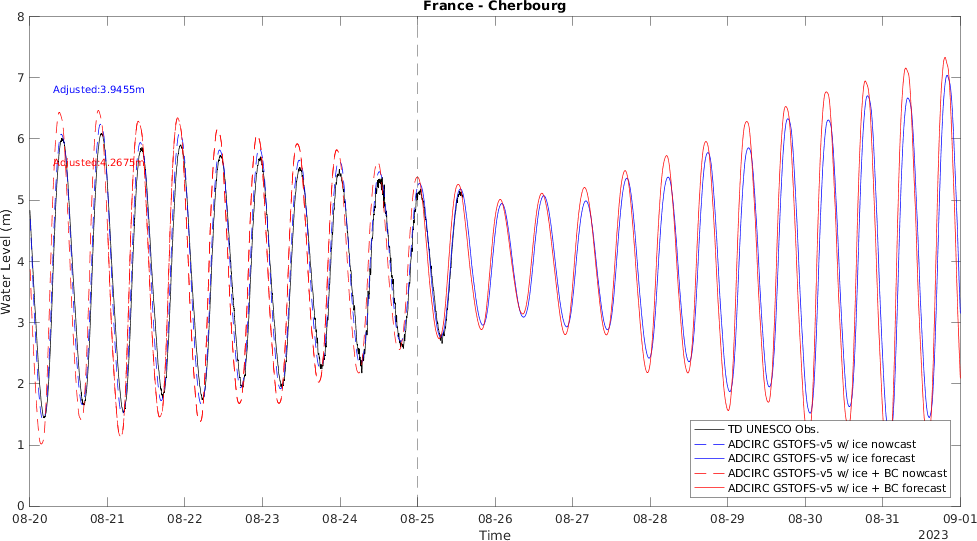 France - Cherbourg
8
7
6
5
4
3
2
1
0
Water Level (m)
Adjusted:3.9455m
Adjusted:4.2675m
TD UNESCO Obs.
ADCIRC GSTOFS-v5 w/ ice nowcast
ADCIRC GSTOFS-v5 w/ ice forecast
ADCIRC GSTOFS-v5 w/ ice + BC nowcast
ADCIRC GSTOFS-v5 w/ ice + BC forecast
08-20 08-21 08-22 08-23 08-24 08-25 08-26 08-27 08-28 08-29 08-30 08-31 09-01
Time
2023